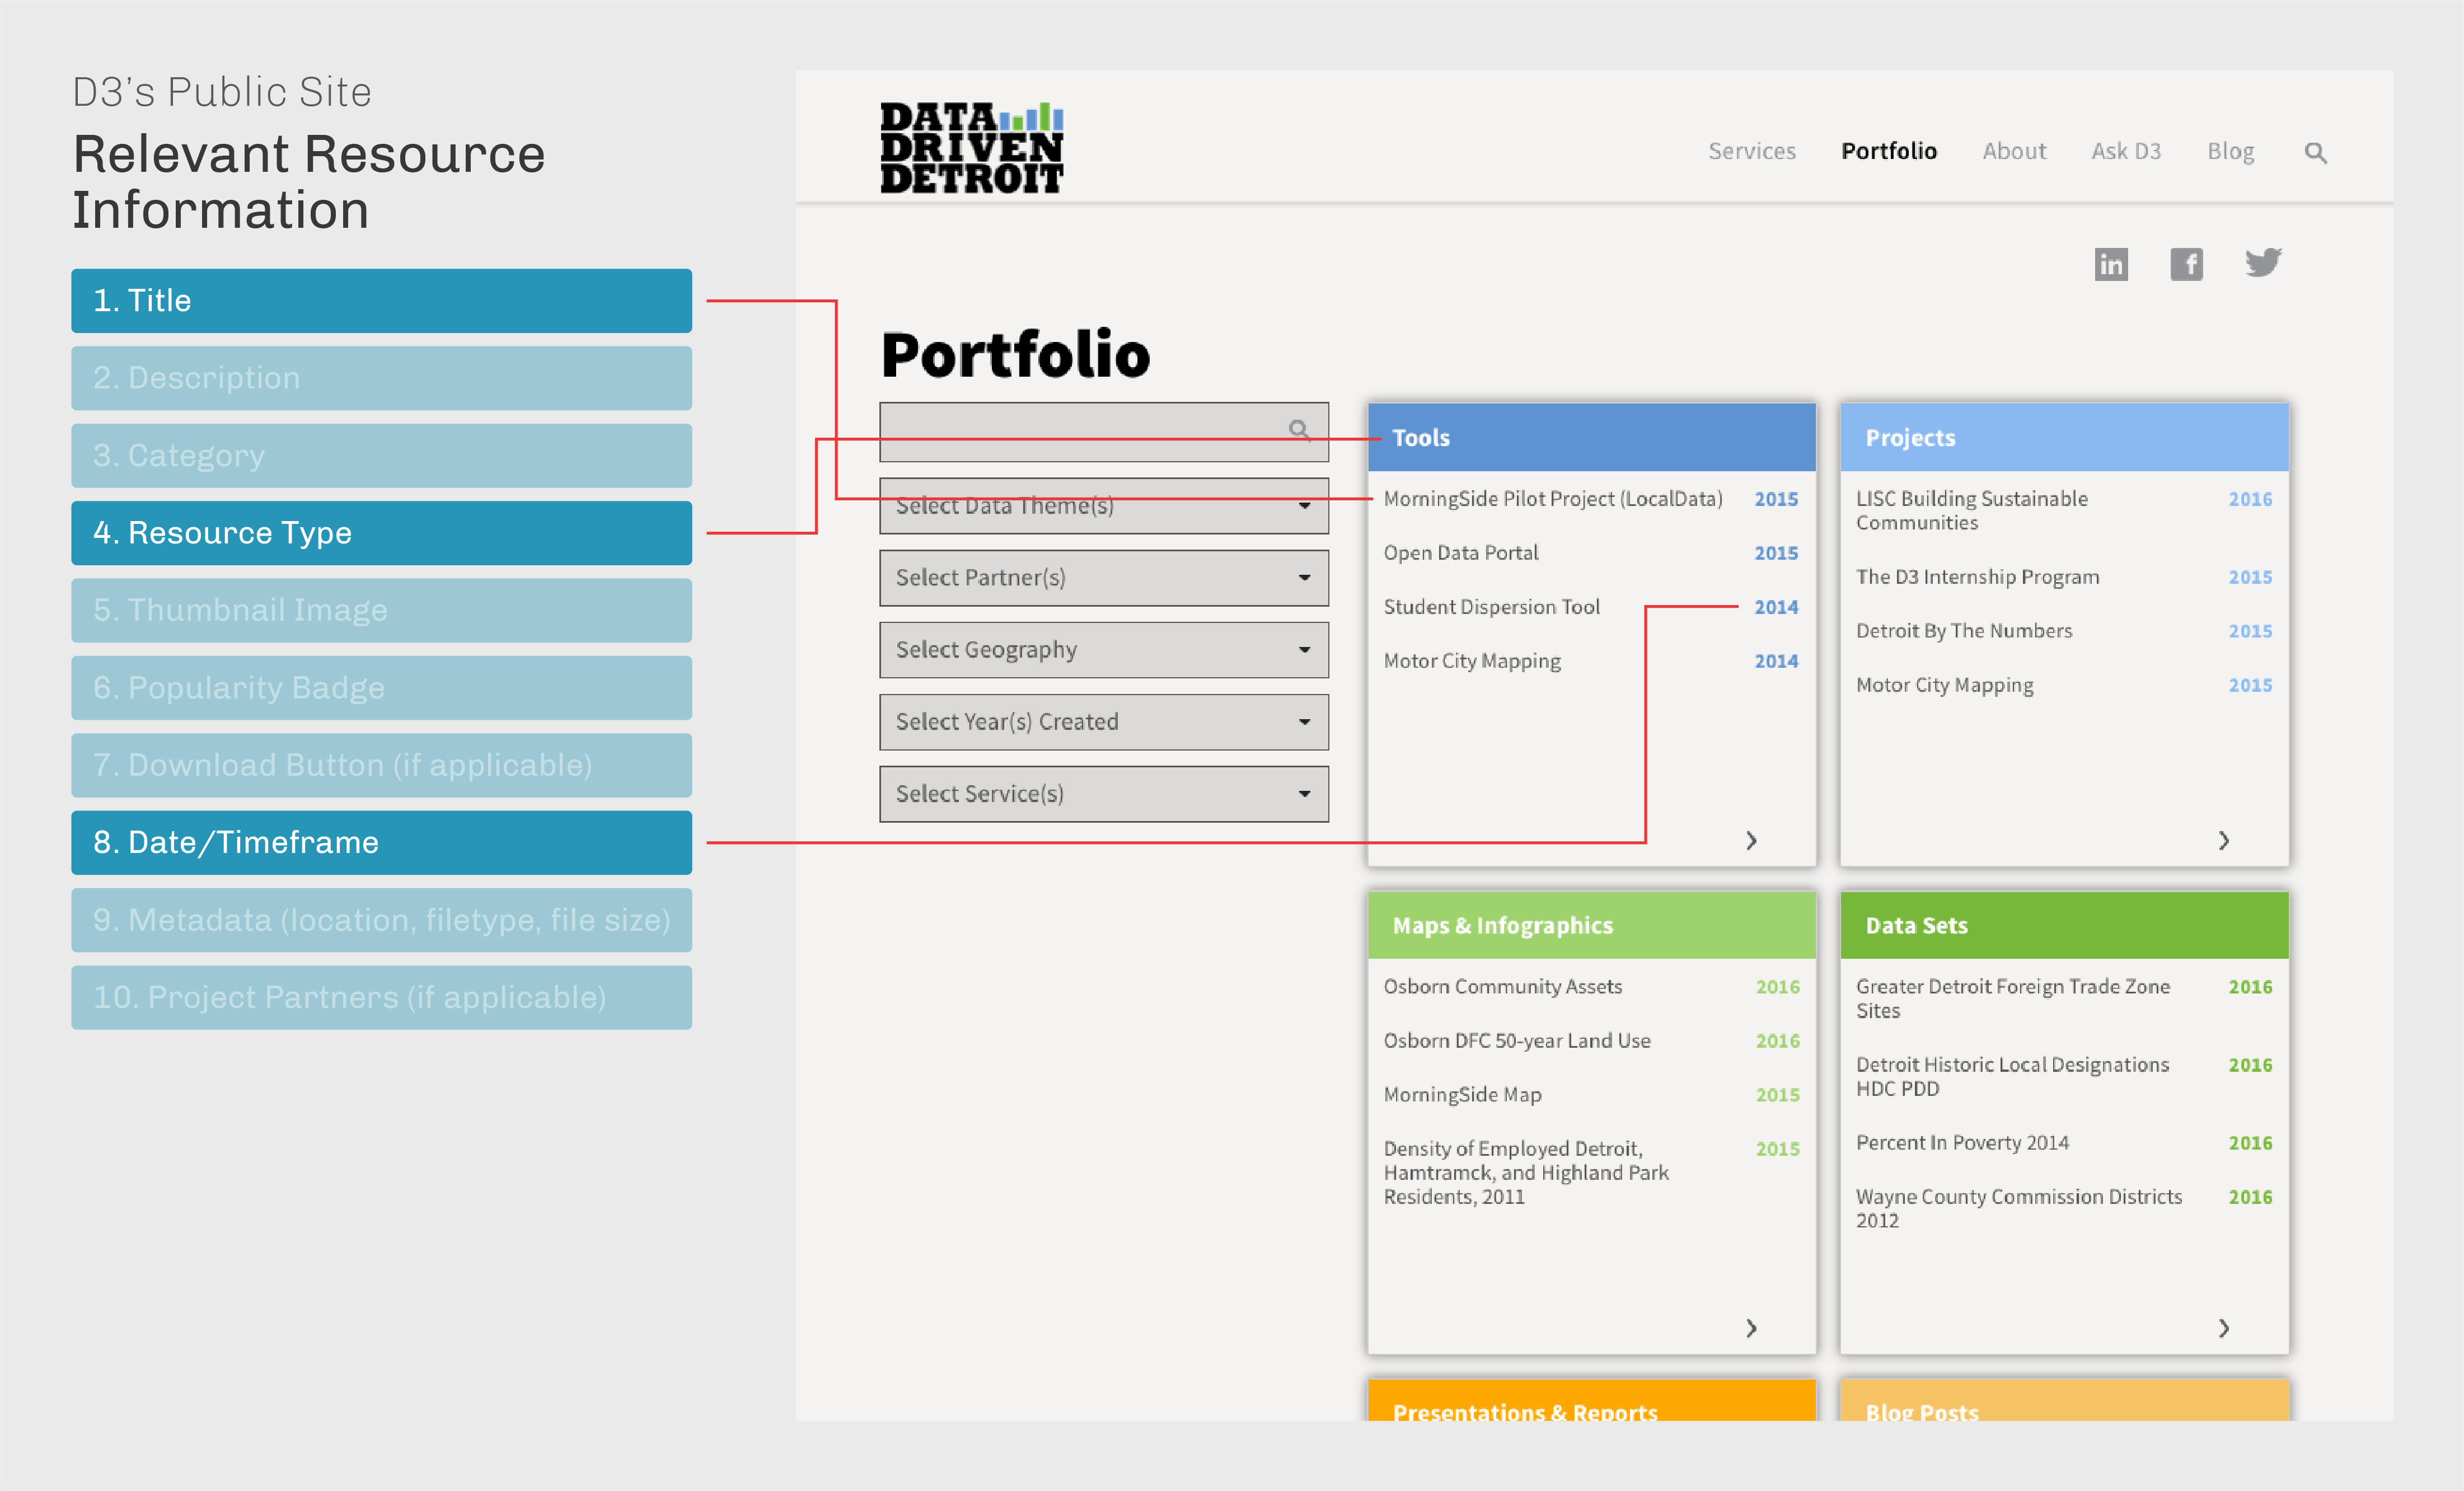 D3’s Public Site
Relevant Resource
Information
1. Title
2. Description
3. Category
4. Resource Type
5. Thumbnail Image
6. Popularity Badge
7. Download Button (if applicable)
8. Date/Timeframe
9. Metadata (location, filetype, file size)
10. Project Partners (if applicable)
DATA
DRIVEN
DETROIT
Services Portfolio About Ask D3 Blog
in f
Portfolio
Select Data Theme(s)
Select Partner(s)
Select Geography
Select Year(s) Created
Select Service(s)
Tools
MorningSide Pilot Project (LocalData) 2015
Open Data Portal 2015
Student Dispersion Tool 2014
Motor City Mapping 2014
Projects
LISC Building Sustainable 2016
Communities
The D3 Internship Program 2015
Detroit By The Numbers 2015
Motor City Mapping 2015
Maps & Infographics
Osborn Community Assets 2016
Osborn DFC 50-year Land Use 2016
MorningSide Map 2015
Density of Employed Detroit, 2015
Hamtramck, and Highland Park
Residents, 2011
Data Sets
Greater Detroit Foreign Trade Zone 2016
Sites
Detroit Historic Local Designations 2016
HDC PDD
Percent In Poverty 2014 2016
Wayne County Commission Districts 2016
2012
Presentations & Reports
Blog Posts